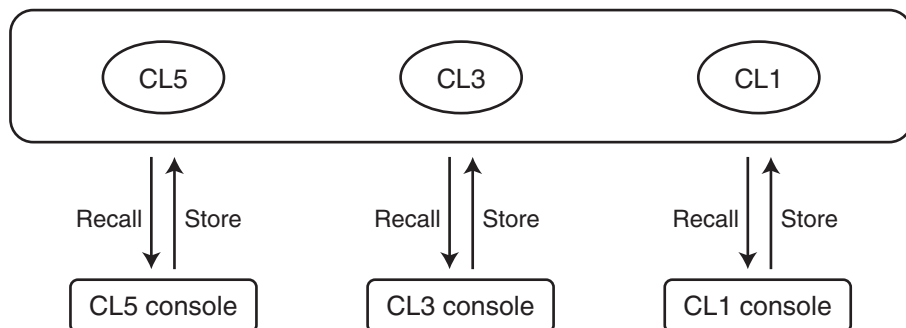 CL5 CL3 CL1
Recall Store Recall Store Recall Store
CL5 console CL3 console CL1 console